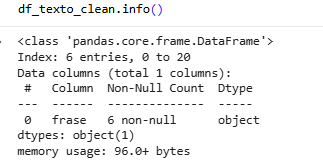 df_texto_clean.info()
<class 'pandas.core.frame.DataFrame'>
Index: 6 entries, 0 to 20
Data columns (total 1 columns):
 #   Column  Non-Null Count  Dtype
---  ------  --------------  -----
 0   frase   6 non-null      object
dtypes: object(1)
memory usage: 96.0+ bytes